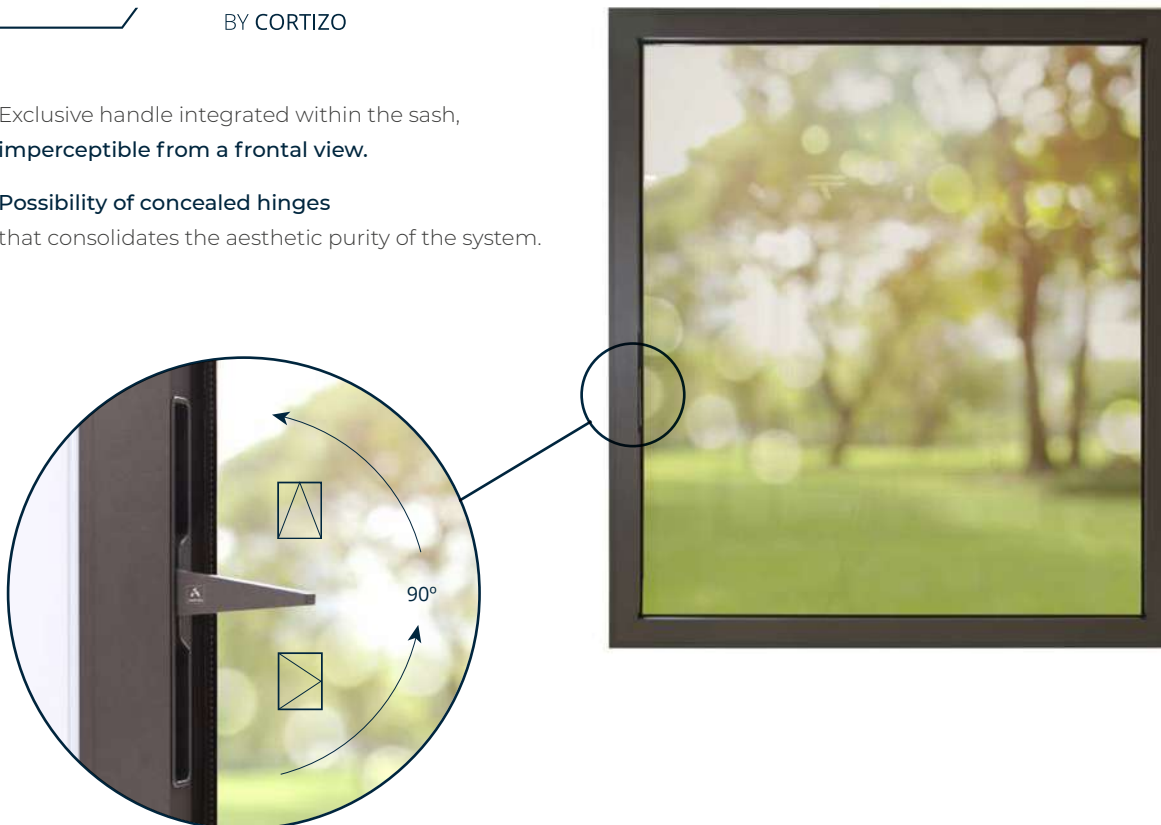 BY CORTIZO
Exclusive handle integrated within the sash,
imperceptible from a frontal view.
Possibility of concealed hinges
that consolidates the aesthetic purity of the system.
90º